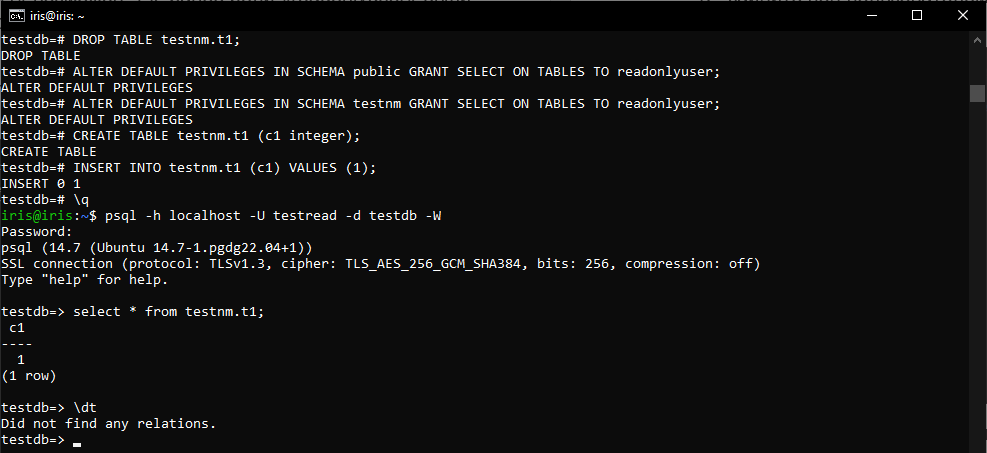 iris@iris: ~
testdb=# DROP TABLE testnm.t1;
DROP TABLE
testdb=# ALTER DEFAULT PRIVILEGES IN SCHEMA public GRANT SELECT ON TABLES TO readonlyuser;
ALTER DEFAULT PRIVILEGES
testdb=# ALTER DEFAULT PRIVILEGES IN SCHEMA testnm GRANT SELECT ON TABLES TO readonlyuser;
ALTER DEFAULT PRIVILEGES
testdb=# CREATE TABLE testnm.t1 (c1 integer);
CREATE TABLE
testdb=# INSERT INTO testnm.t1 (c1) VALUES (1);
INSERT 0 1
testdb=# \q
iris@iris:~$ psql -h localhost -U testread -d testdb -W
Password:
psql (14.7 (Ubuntu 14.7-1.pgdg22.04+1))
SSL connection (protocol: TLSv1.3, cipher: TLS_AES_256_GCM_SHA384, bits: 256, compression: off)
Type "help" for help.
testdb=> select * from testnm.t1;
 c1
----
  1
(1 row)
testdb=> \dt
Did not find any relations.
testdb=>